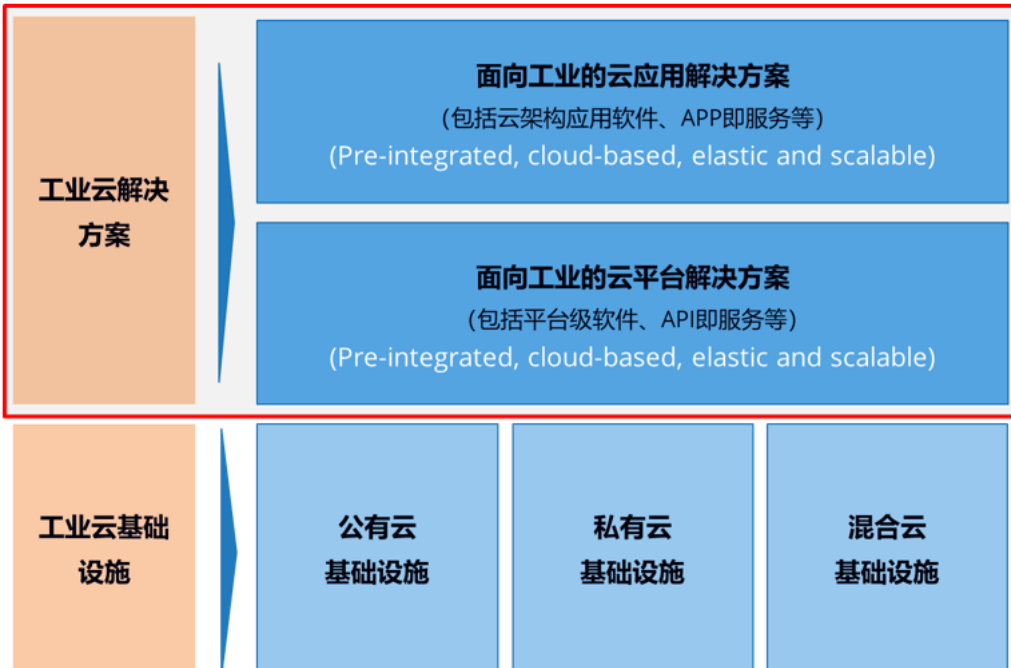 工业云解决
方案
面向工业的云应用解决方案
(包括云架构应用软件、APP即服务等)
(Pre-integrated, cloud-based, elastic and scalable)
面向工业的云平台解决方案
(包括平台级软件、API即服务等)
(Pre-integrated, cloud-based, elastic and scalable)
工业云基础
设施
公有云
基础设施
私有云
基础设施
混合云
基础设施